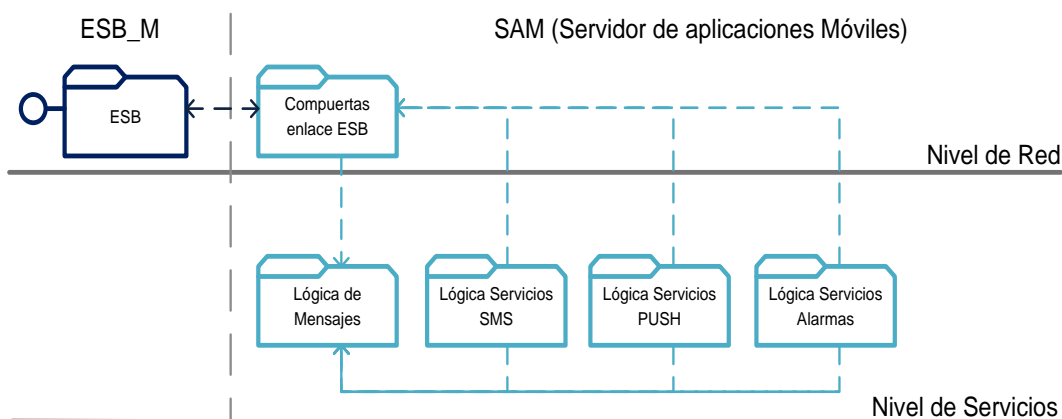 ESB_M
SAM (Servidor de aplicaciones Móviles)
ESB
Compuertas
enlace ESB
Nivel de Red
Lógica de
Mensajes
Lógica Servicios
SMS
Lógica Servicios
PUSH
Lógica Servicios
Alarmas
Nivel de Servicios